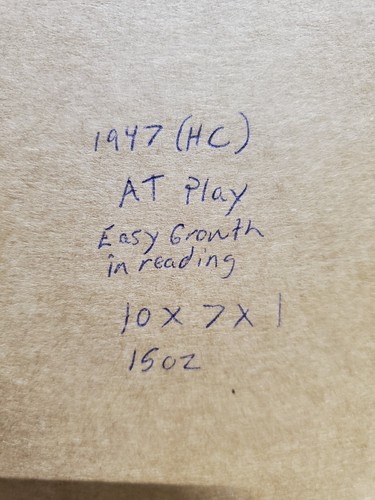 1947 (HC)
AT Play
Easy Growth
in reading
10 X 7 X 1
15oz